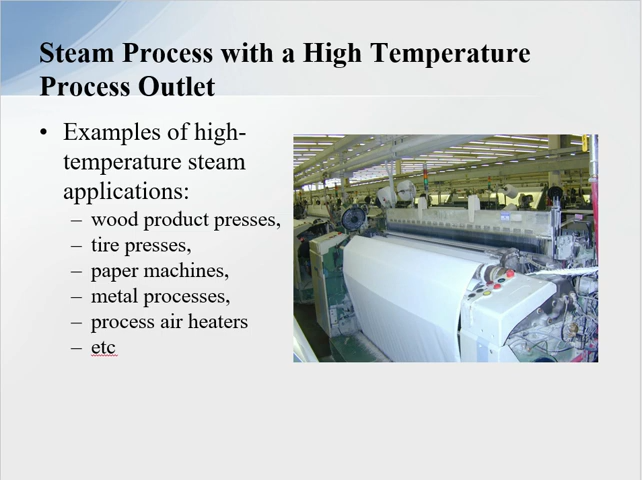 Steam Process with a High Temperature
Process Outlet
• Examples of high-
temperature steam
applications:
– wood product presses,
– tire presses,
– paper machines,
– metal processes,
– process air heaters
– etc